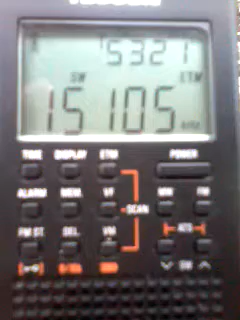 5321
SW ETM
15105 kHz
TIME DISPLAY ETM POWER
ALARM MEM. VF MW FM
SCAN
FM ST. DEL. VM ATS
SW